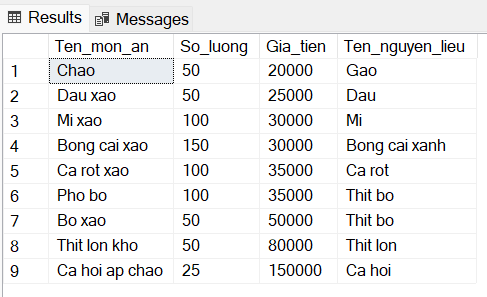 Results Messages
Ten_mon_an So_luong Gia_tien Ten_nguyen_lieu
1 Chao 50 20000 Gao
2 Dau xao 50 25000 Dau
3 Mi xao 100 30000 Mi
4 Bong cai xao 150 30000 Bong cai xanh
5 Ca rot xao 100 35000 Ca rot
6 Pho bo 100 35000 Thit bo
7 Bo xao 50 50000 Thit bo
8 Thit lon kho 50 80000 Thit lon
9 Ca hoi ap chao 25 150000 Ca hoi